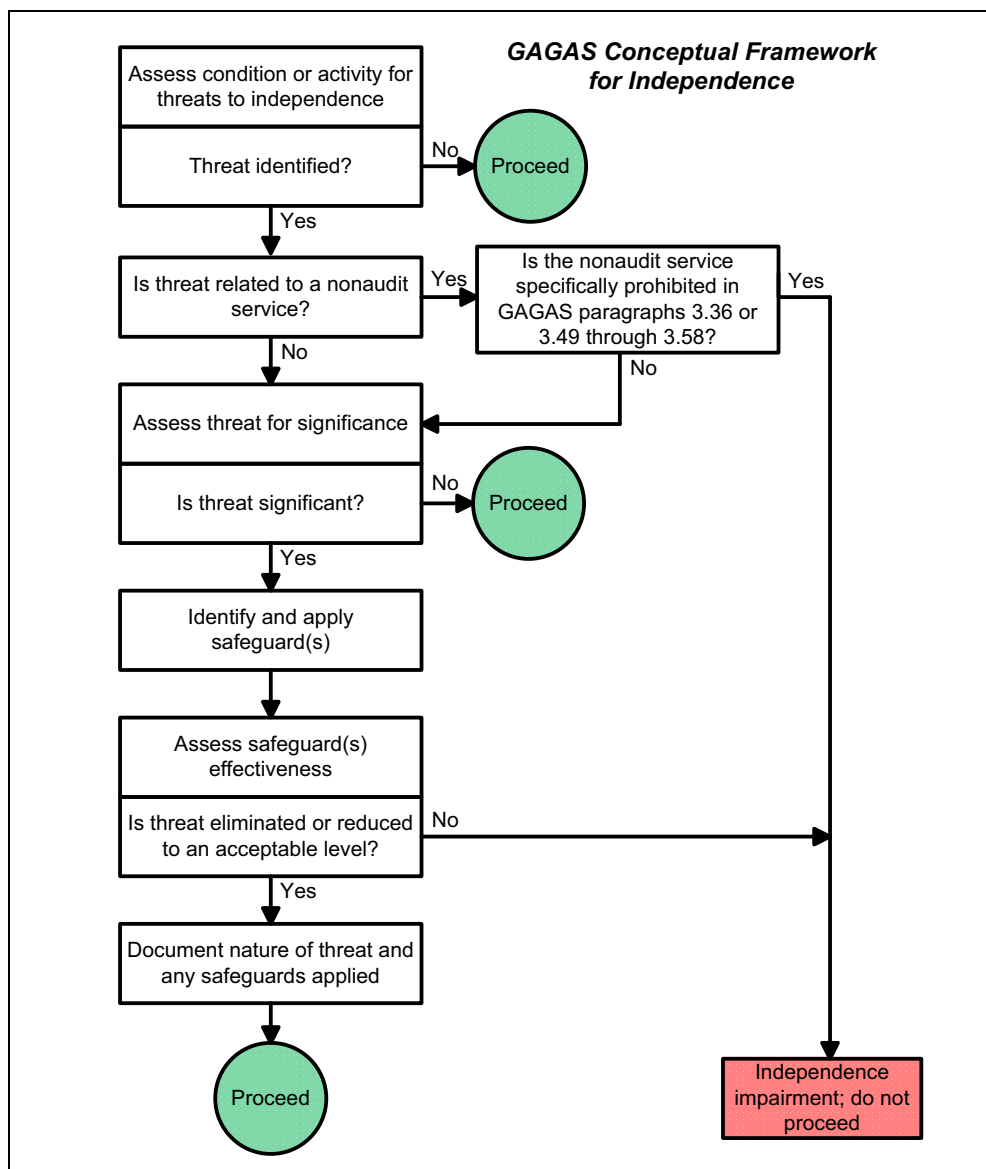 GAGAS Conceptual Framework
for Independence
Assess condition or activity for
threats to independence
Threat identified?
No
Proceed
Yes
Is threat related to a nonaudit
service?
Yes
Is the nonaudit service
specifically prohibited in
GAGAS paragraphs 3.36 or
3.49 through 3.58?
Yes
No
No
Assess threat for significance
Is threat significant?
No
Proceed
Yes
Identify and apply
safeguard(s)
Assess safeguard(s)
effectiveness
Is threat eliminated or reduced
to an acceptable level?
No
Yes
Document nature of threat and
any safeguards applied
Proceed
Independence
impairment; do not
proceed